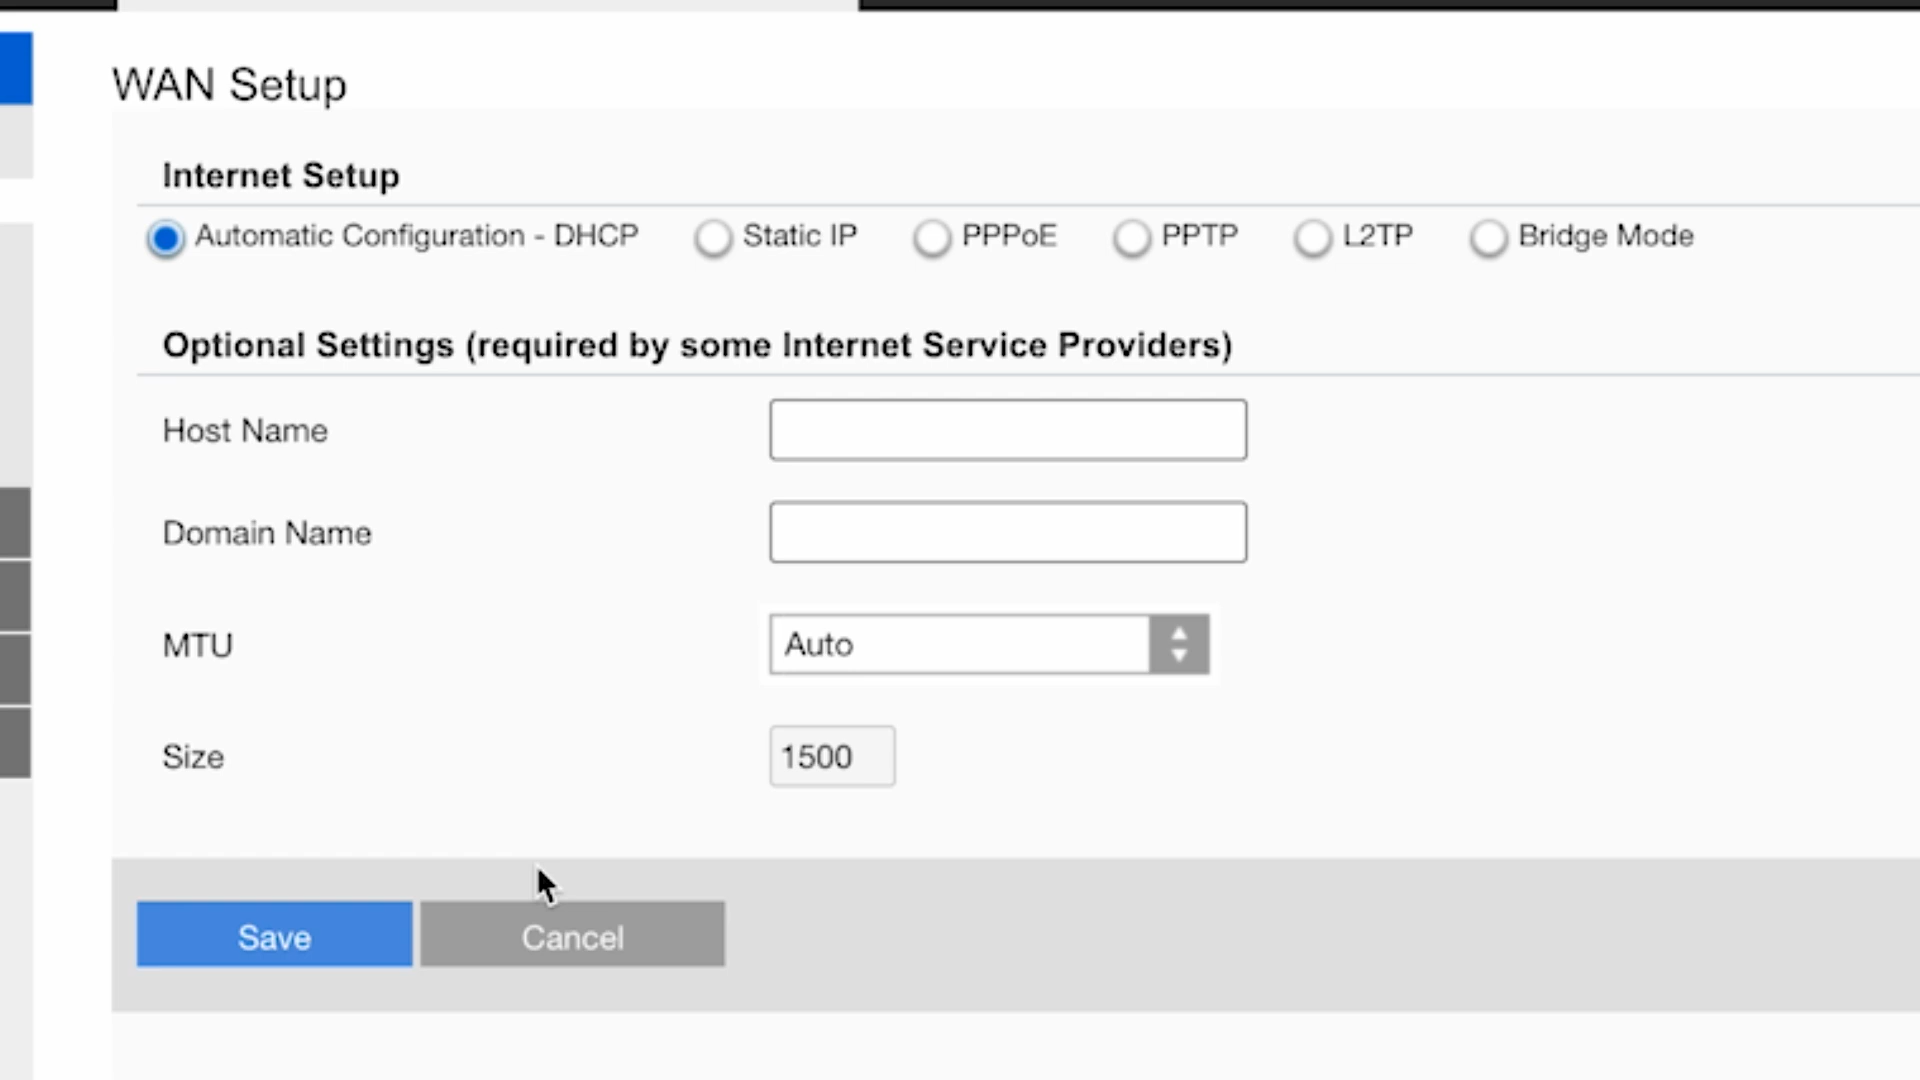 WAN Setup
Internet Setup
Automatic Configuration - DHCP Static IP PPPoE PPTP L2TP Bridge Mode
Optional Settings (required by some Internet Service Providers)
Host Name
Domain Name
MTU Auto
Size 1500
Save Cancel